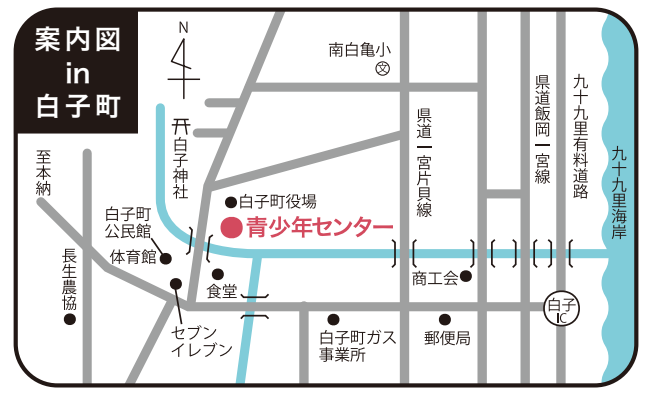 案内図
in
白子町
N
南白亀小
文
白子神社
至本納
県道一宮片貝線
県道飯岡一宮線
九十九里有料道路
九十九里海岸
白子町役場
青少年センター
白子町
公民館
体育館
長生農協
食堂
セブン
イレブン
商工会
白子町ガス
事業所
郵便局
白子
IC